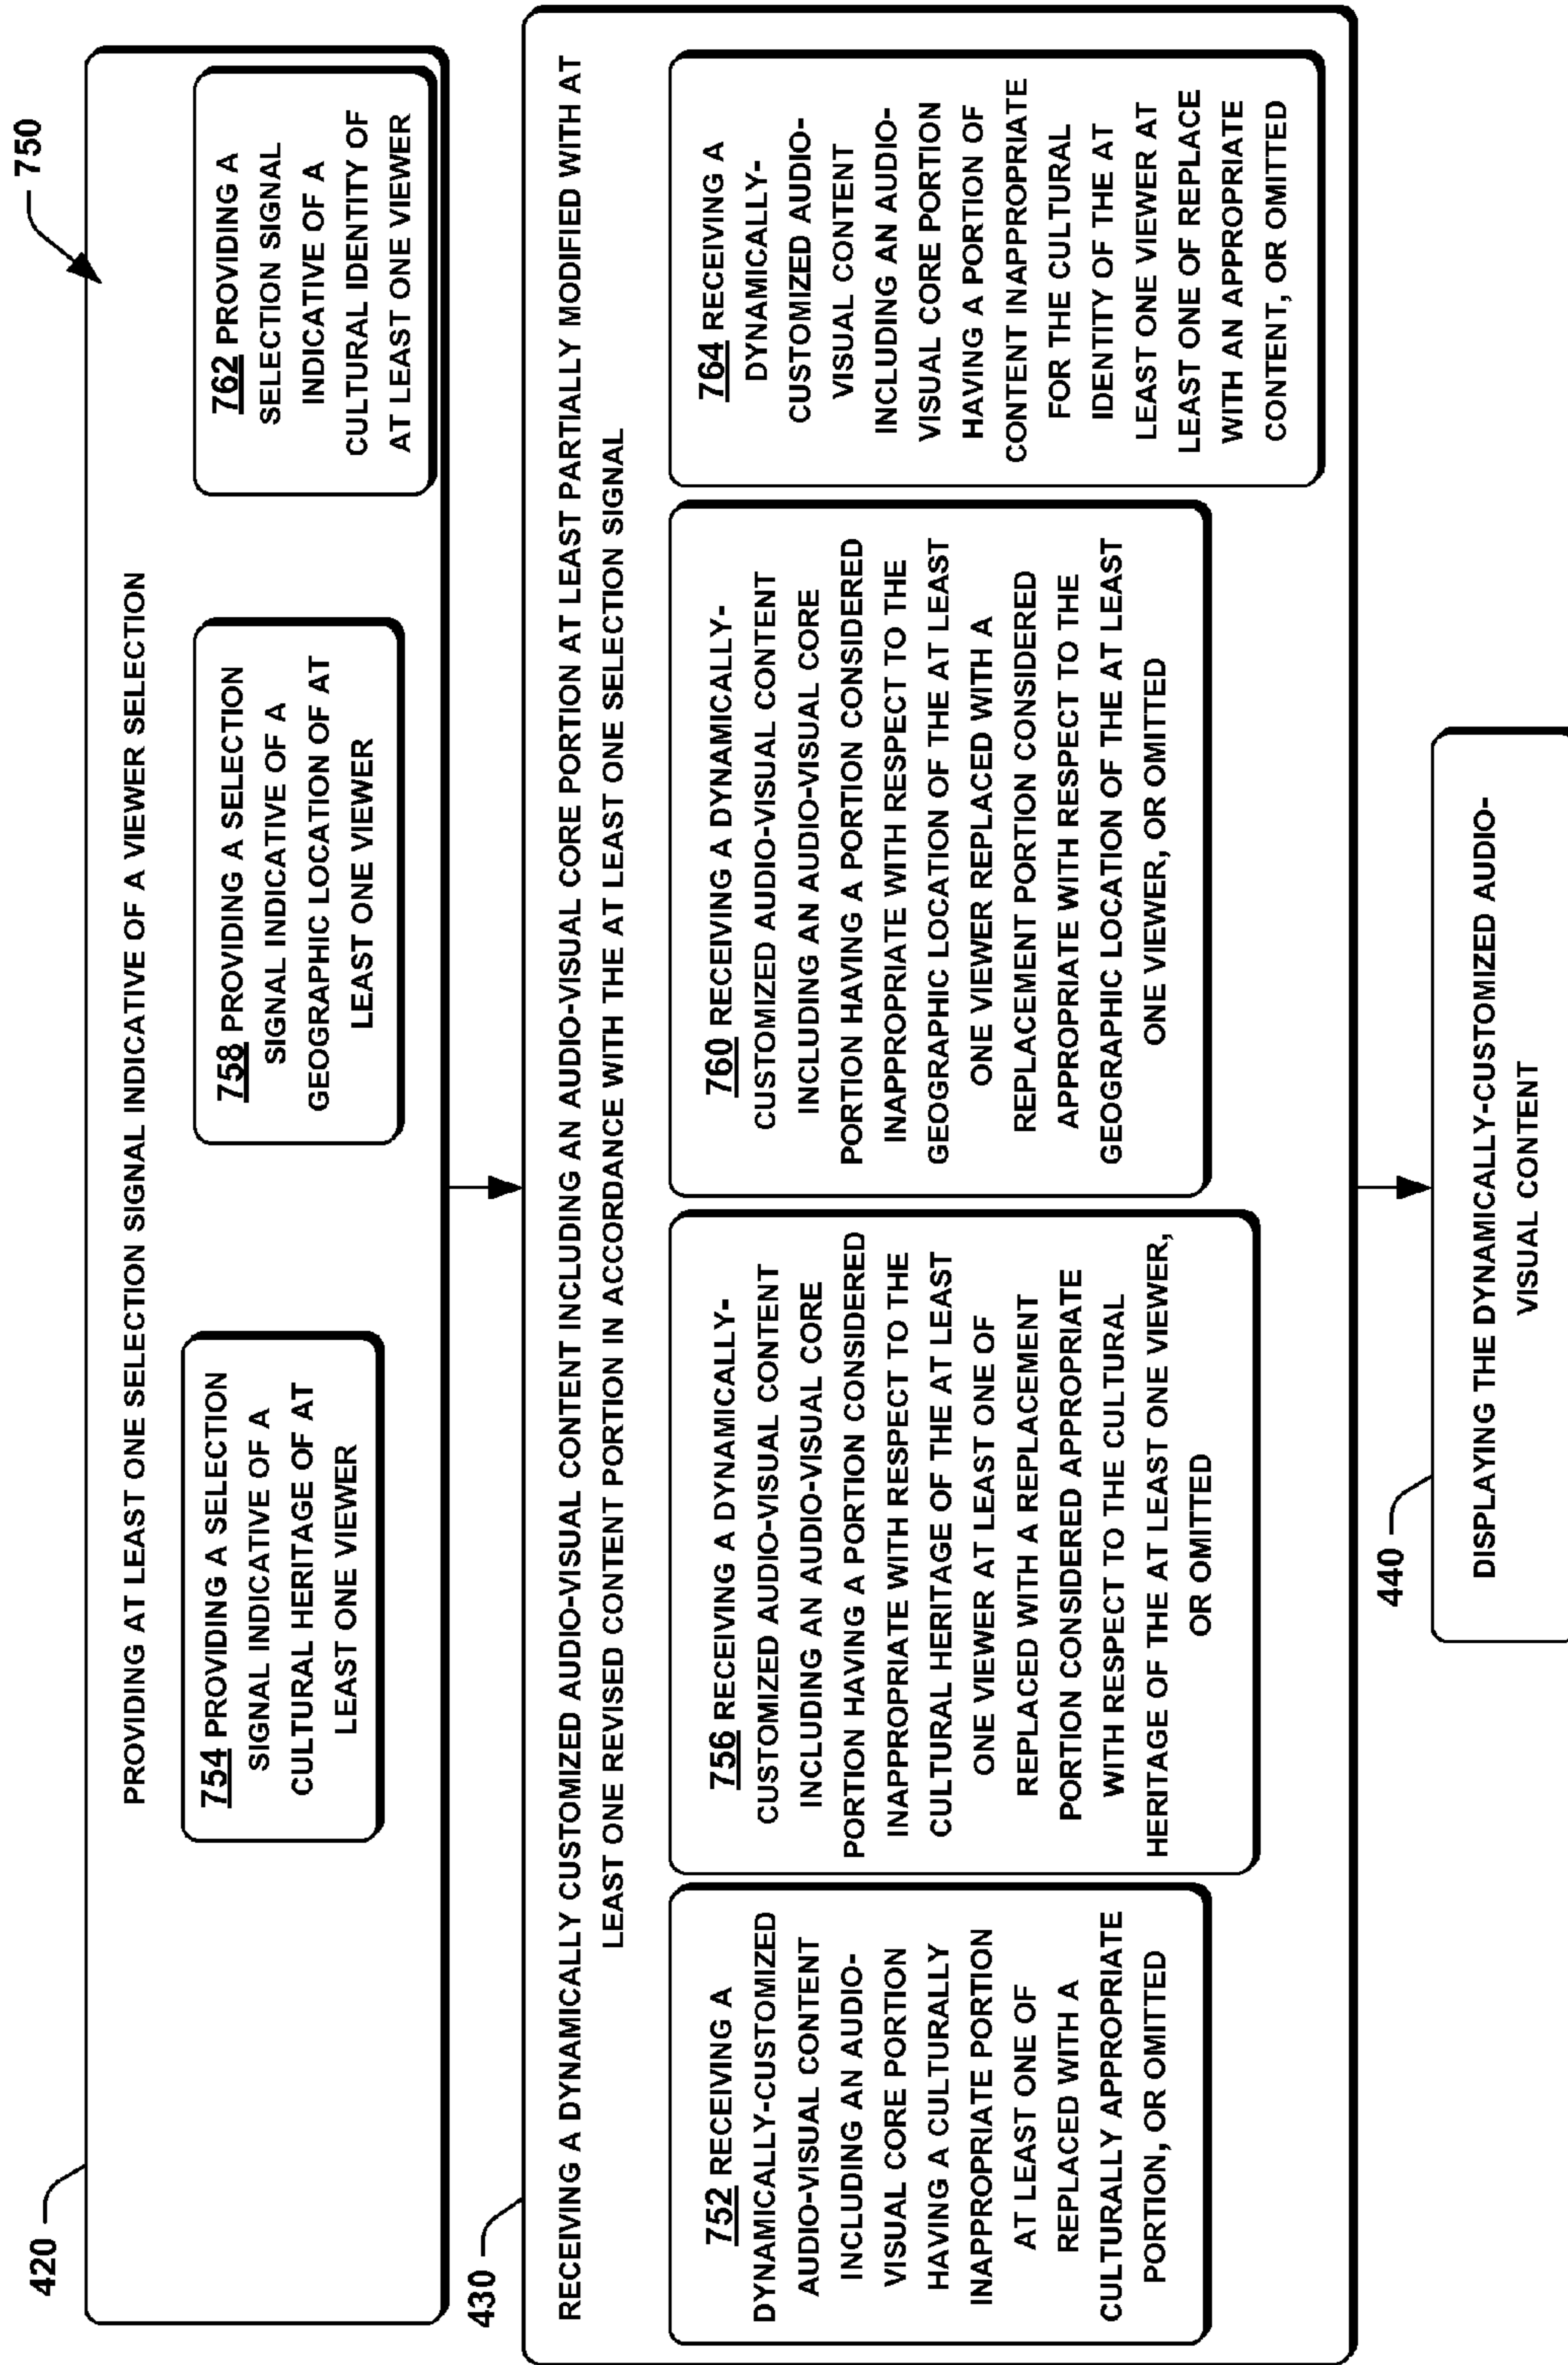 750
420
PROVIDING AT LEAST ONE SELECTION SIGNAL INDICATIVE OF A VIEWER SELECTION
754 PROVIDING A SELECTION
SIGNAL INDICATIVE OF A
CULTURAL HERITAGE OF AT
LEAST ONE VIEWER
758 PROVIDING A SELECTION
SIGNAL INDICATIVE OF A
GEOGRAPHIC LOCATION OF AT
LEAST ONE VIEWER
762 PROVIDING A
SELECTION SIGNAL
INDICATIVE OF A
CULTURAL IDENTITY OF
AT LEAST ONE VIEWER
430
RECEIVING A DYNAMICALLY CUSTOMIZED AUDIO-VISUAL CONTENT INCLUDING AN AUDIO-VISUAL CORE PORTION AT LEAST PARTIALLY MODIFIED WITH AT
LEAST ONE REVISED CONTENT PORTION IN ACCORDANCE WITH THE AT LEAST ONE SELECTION SIGNAL
752 RECEIVING A
DYNAMICALLY-CUSTOMIZED
AUDIO-VISUAL CONTENT
INCLUDING AN AUDIO-
VISUAL CORE PORTION
HAVING A CULTURALLY
INAPPROPRIATE PORTION
AT LEAST ONE OF
REPLACED WITH A
CULTURALLY APPROPRIATE
PORTION, OR OMITTED
756 RECEIVING A DYNAMICALLY-
CUSTOMIZED AUDIO-VISUAL CONTENT
INCLUDING AN AUDIO-VISUAL CORE
PORTION HAVING A PORTION CONSIDERED
INAPPROPRIATE WITH RESPECT TO THE
CULTURAL HERITAGE OF THE AT LEAST
ONE VIEWER AT LEAST ONE OF
REPLACED WITH A REPLACEMENT
PORTION CONSIDERED APPROPRIATE
WITH RESPECT TO THE CULTURAL
HERITAGE OF THE AT LEAST ONE VIEWER,
OR OMITTED
760 RECEIVING A DYNAMICALLY-
CUSTOMIZED AUDIO-VISUAL CONTENT
INCLUDING AN AUDIO-VISUAL CORE
PORTION HAVING A PORTION CONSIDERED
INAPPROPRIATE WITH RESPECT TO THE
GEOGRAPHIC LOCATION OF THE AT LEAST
ONE VIEWER REPLACED WITH A
REPLACEMENT PORTION CONSIDERED
APPROPRIATE WITH RESPECT TO THE
GEOGRAPHIC LOCATION OF THE AT LEAST
ONE VIEWER, OR OMITTED
764 RECEIVING A
DYNAMICALLY-
CUSTOMIZED AUDIO-
VISUAL CONTENT
INCLUDING AN AUDIO-
VISUAL CORE PORTION
HAVING A PORTION OF
CONTENT INAPPROPRIATE
FOR THE CULTURAL
IDENTITY OF THE AT
LEAST ONE VIEWER AT
LEAST ONE OF REPLACE
WITH AN APPROPRIATE
CONTENT, OR OMITTED
440
DISPLAYING THE DYNAMICALLY-CUSTOMIZED AUDIO-
VISUAL CONTENT